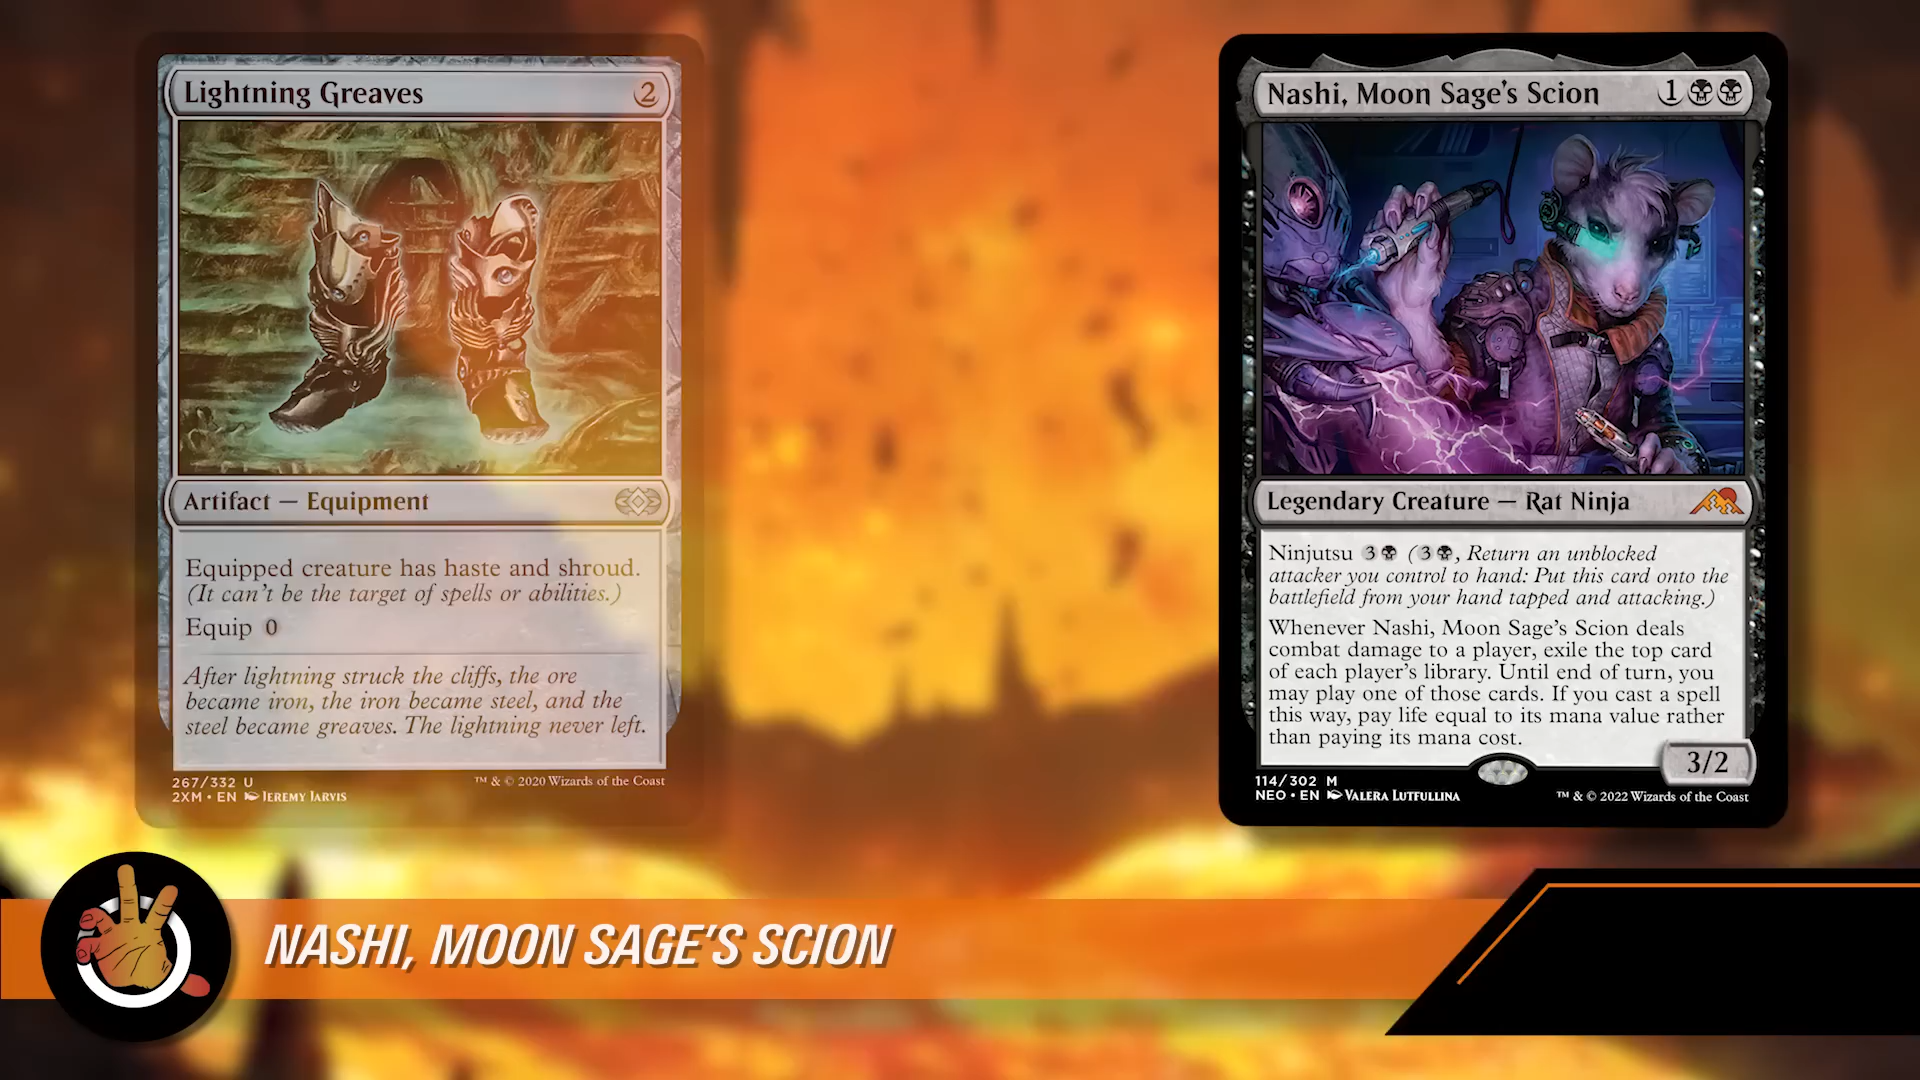 Lightning Greaves 2
Artifact — Equipment
Equipped creature has haste and shroud.
(It can't be the target of spells or abilities.)
Equip 0
After lightning struck the cliffs, the ore
became iron, the iron became steel, and the
steel became greaves. The lightning never left.
267/332 U
2XM • EN JEREMY JARVIS
™ & © 2020 Wizards of the Coast
Nashi, Moon Sage's Scion 1
Legendary Creature — Rat Ninja
Ninjutsu 3 (3, Return an unblocked
attacker you control to hand: Put this card onto the
battlefield from your hand tapped and attacking.)
Whenever Nashi, Moon Sage's Scion deals
combat damage to a player, exile the top card
of each player's library. Until end of turn, you
may play one of those cards. If you cast a spell
this way, pay life equal to its mana value rather
than paying its mana cost.
3/2
114/302 M
NEO • EN VALERA LUTFULLINA
™ & © 2022 Wizards of the Coast
NASHI, MOON SAGE'S SCION